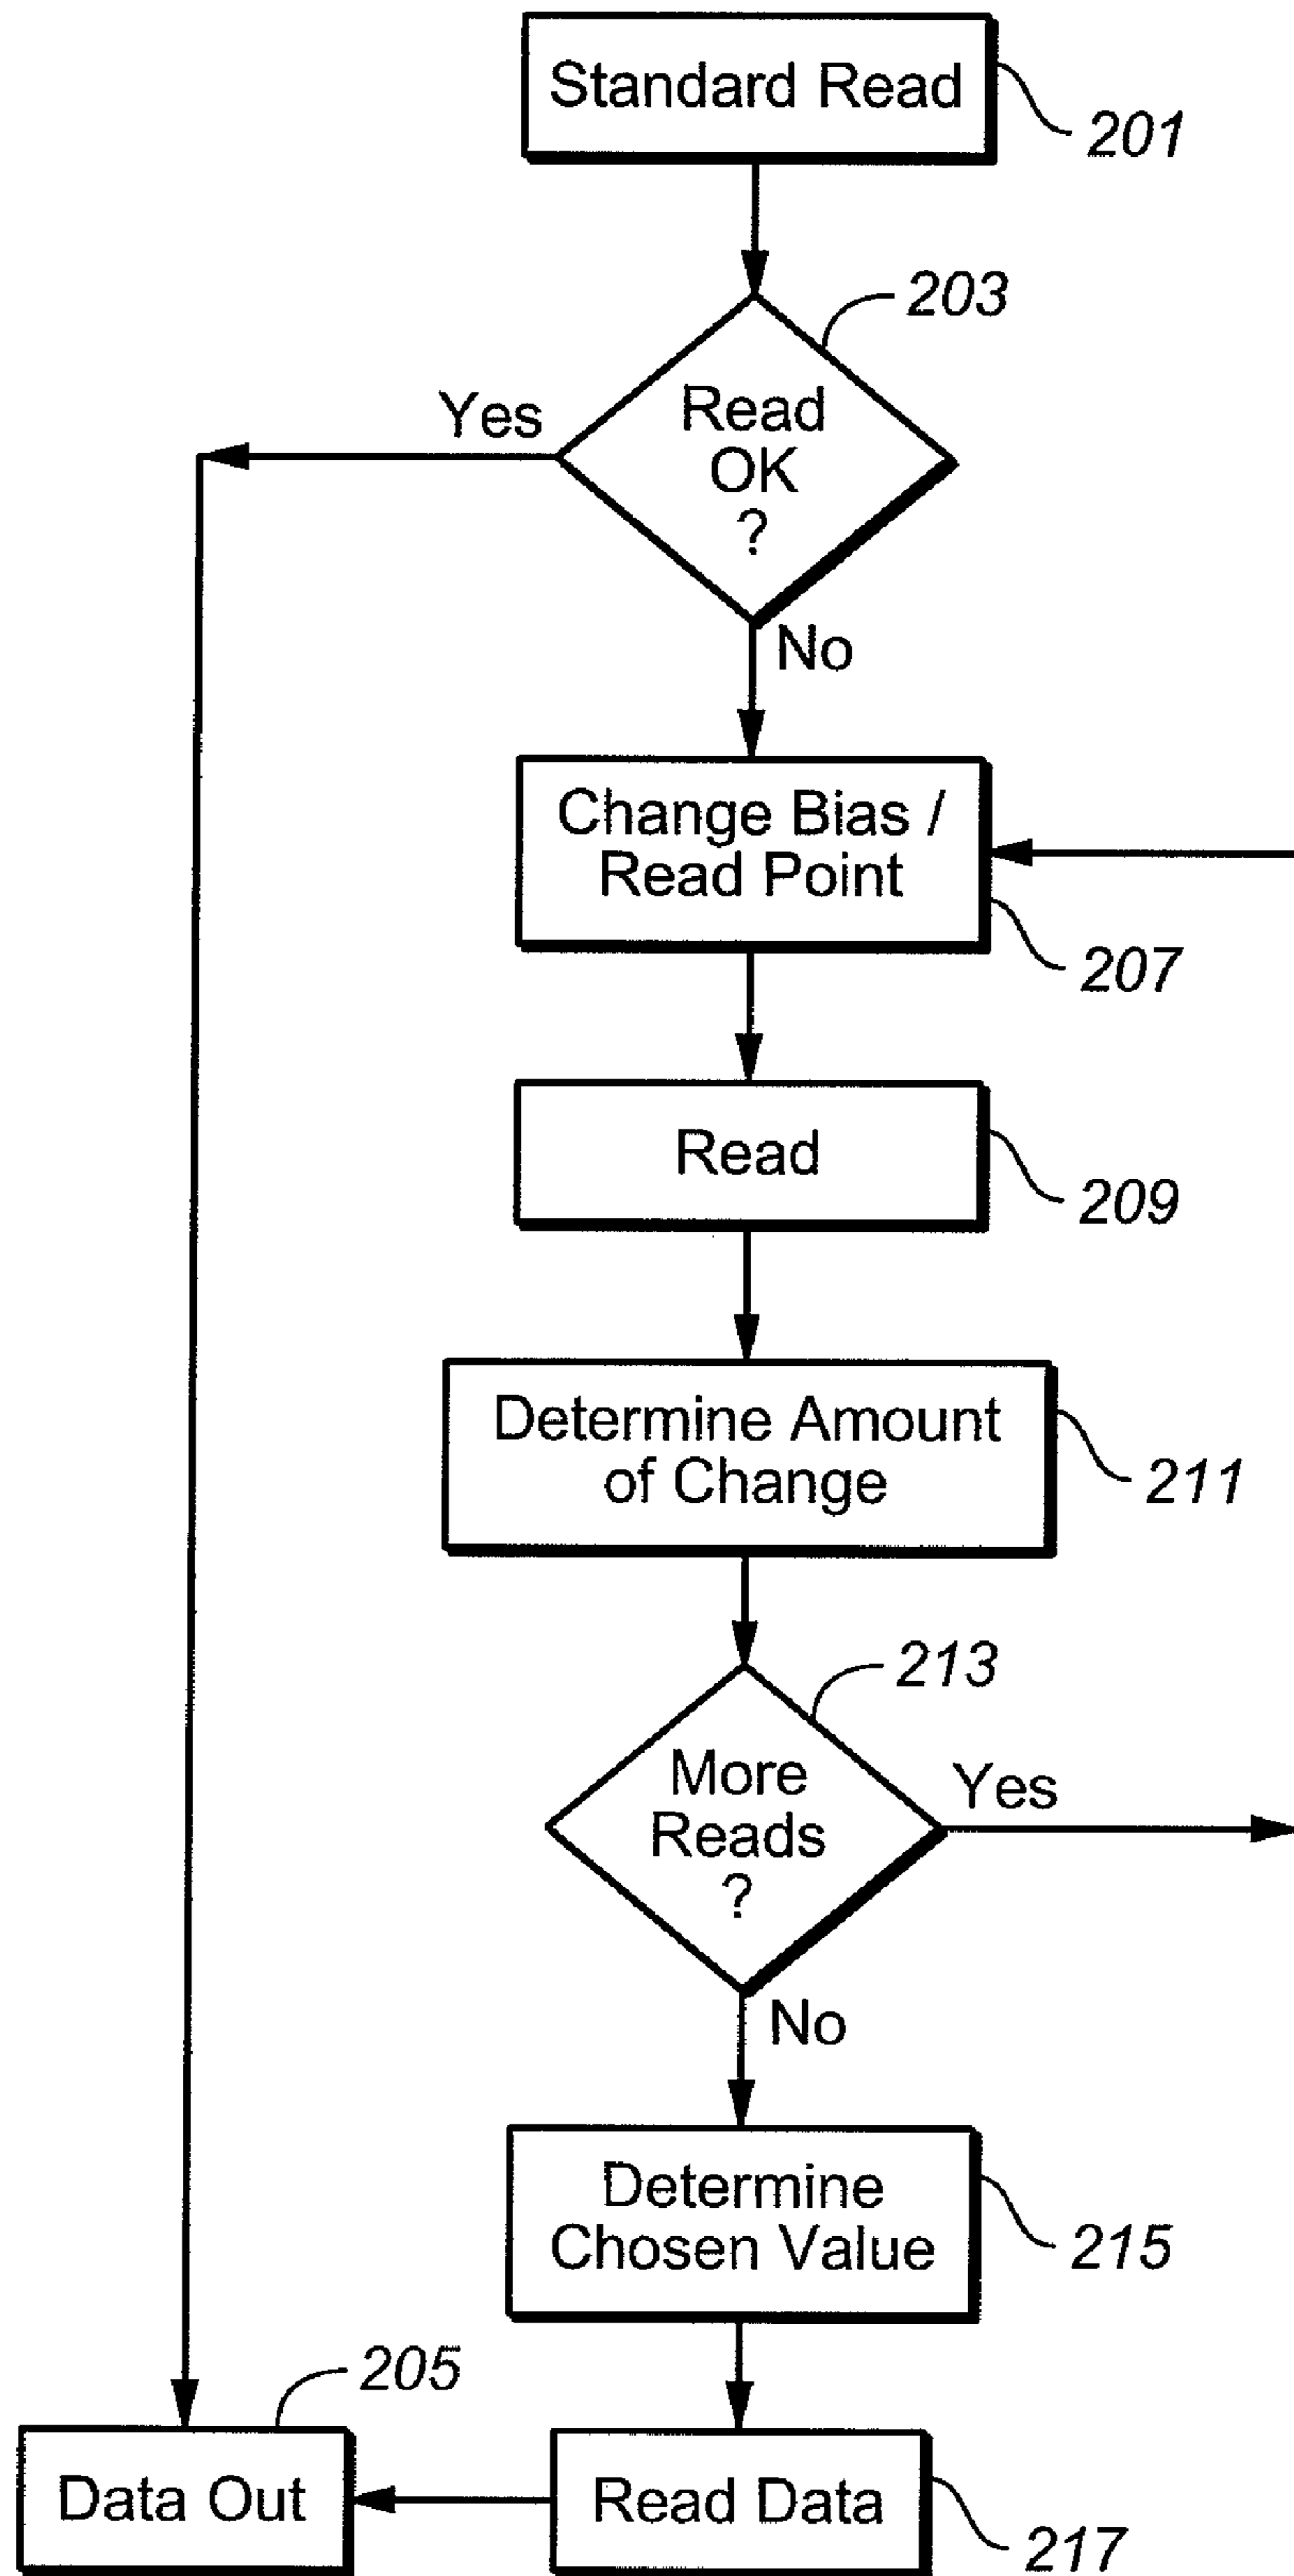 Standard Read
201
203
Read
OK
?
Yes
No
Change Bias /
Read Point
207
Read
209
Determine Amount
of Change
211
213
More
Reads
?
Yes
No
Determine
Chosen Value
215
205
Data Out
Read Data
217